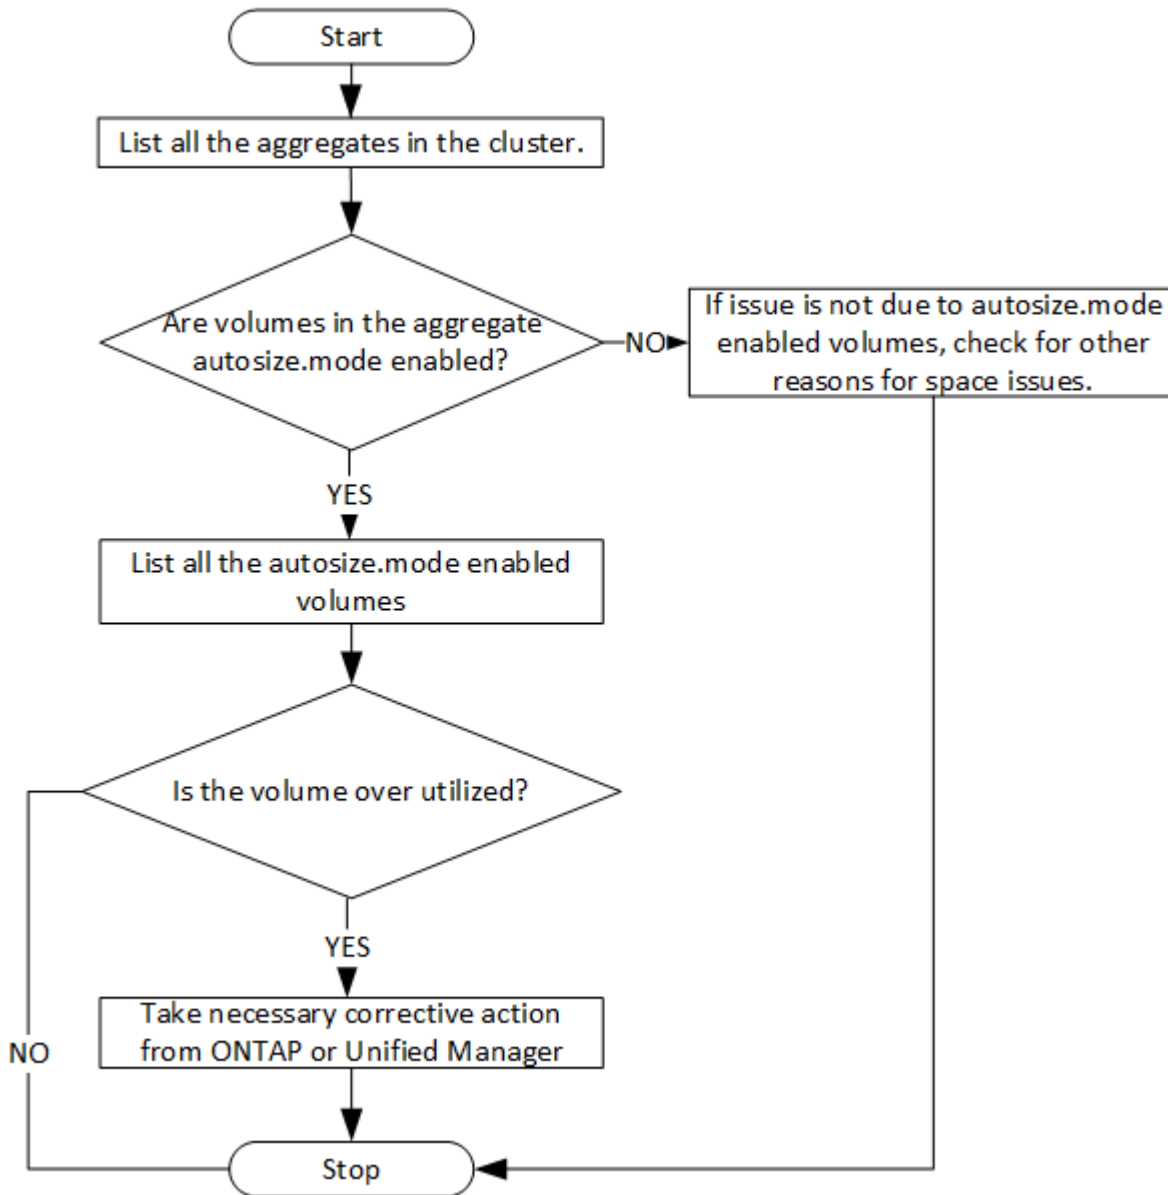 Start
List all the aggregates in the cluster.
Are volumes in the aggregate
autosize.mode enabled?
NO
If issue is not due to autosize.mode
enabled volumes, check for other
reasons for space issues.
YES
List all the autosize.mode enabled
volumes
Is the volume over utilized?
YES
Take necessary corrective action
from ONTAP or Unified Manager
NO
Stop